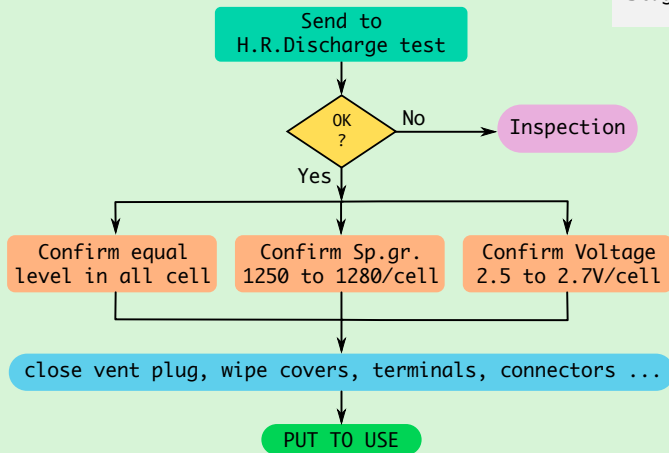 Send to
H.R.Discharge test
OK
?
No
Inspection
Yes
Confirm equal
level in all cell
Confirm Sp.gr.
1250 to 1280/cell
Confirm Voltage
2.5 to 2.7V/cell
close vent plug, wipe covers, terminals, connectors ...
PUT TO USE